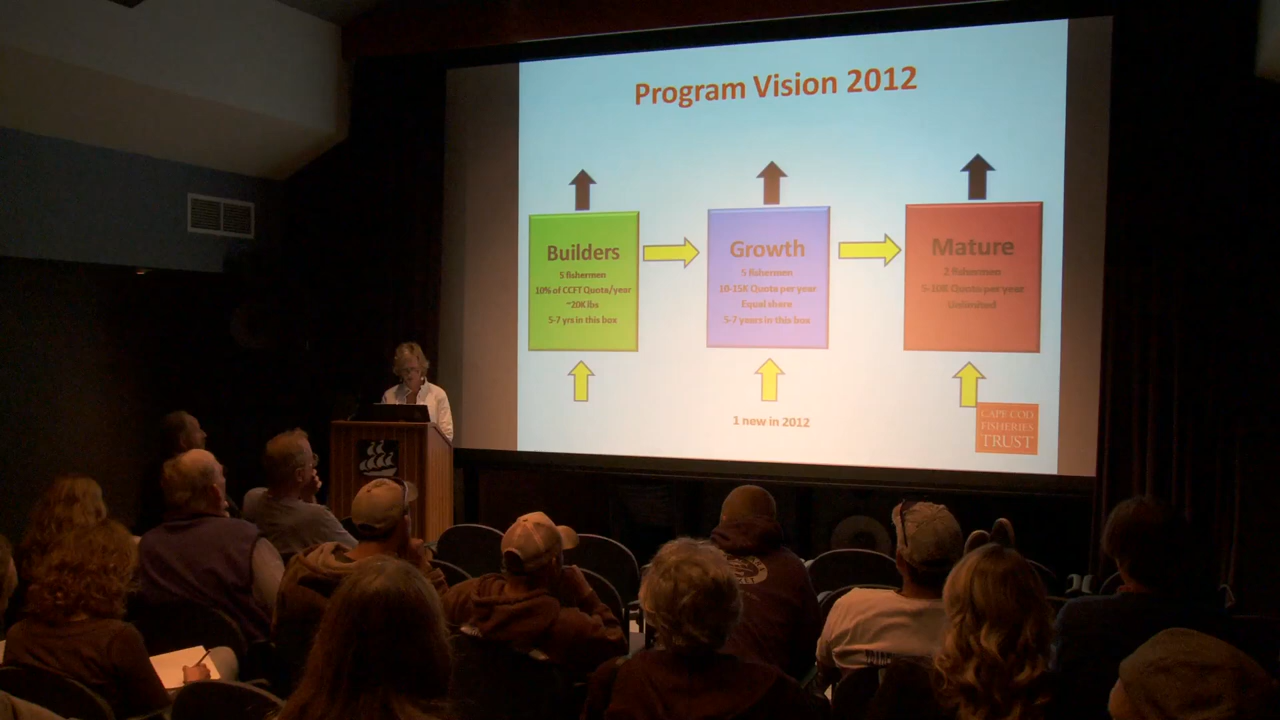 Program Vision 2012
Builders
5 fishermen
10% of CCFT Quota/year
~20K lbs
5-7 yrs in this box
Growth
5 fishermen
10-15K Quota per year
Equal share
5-7 years in this box
Mature
2 fishermen
5-10K Quota per year
Unlimited
1 new in 2012
CAPE COD
FISHERIES
TRUST